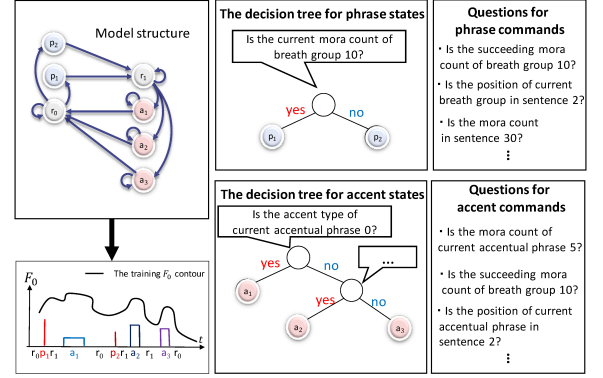 Model structure
p2
p1
r1
r0
a1
a2
a3
F0
The training F0 contour
t
r0 p1 r1 a1 r0 p2 r1 a2 r1 a3 r0
The decision tree for phrase states
Is the current mora count of
breath group 10?
yes
no
p1
p2
Questions for
phrase commands
・Is the succeeding mora
count of breath group 10?
・Is the position of current
breath group in sentence 2?
・Is the mora count
in sentence 30?
⋮
The decision tree for accent states
Is the accent type of
current accentual phrase 0?
...
yes
no
a1
yes
no
a2
a3
Questions for
accent commands
・Is the mora count of
current accentual phrase 5?
・Is the succeeding mora
count of breath group 10?
・Is the position of current
accentual phrase in
sentence 2?
⋮